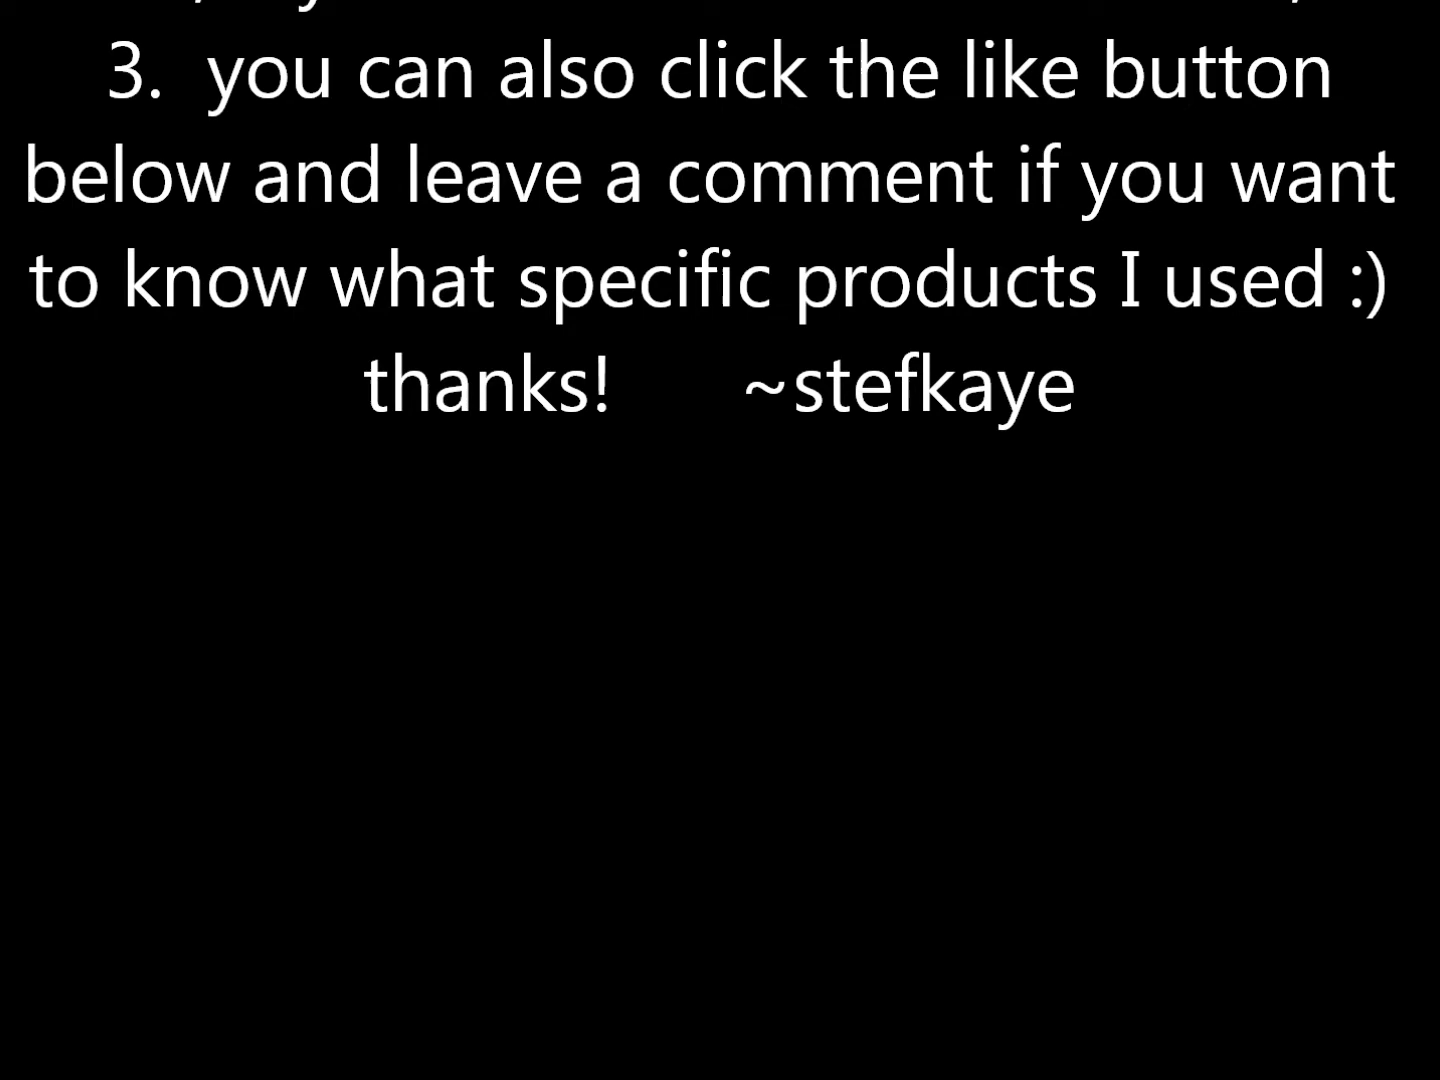 3. you can also click the like button
below and leave a comment if you want
to know what specific products I used :)
thanks! ~stefkaye